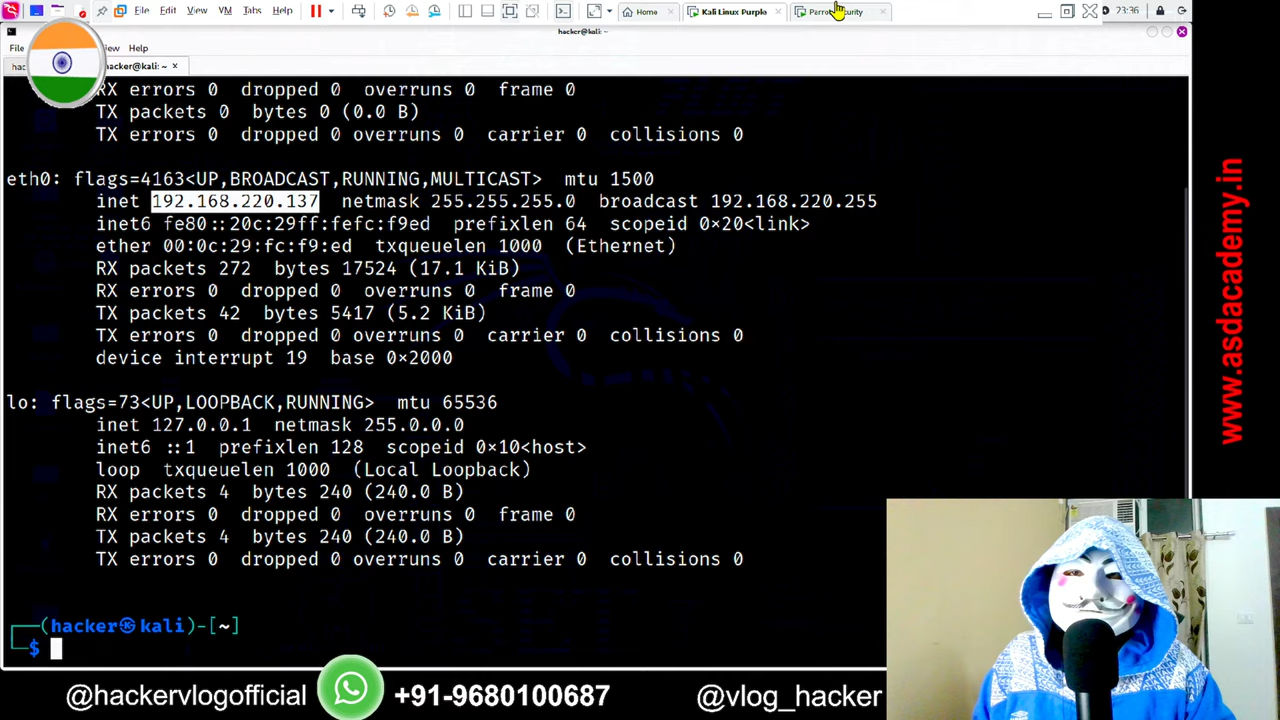 File Edit View VM Tabs Help Home Kali Linux Purple Parrot Security 23:36
hacker@kali: ~
File View Help
hac hacker@kali: ~ ×
RX errors 0 dropped 0 overruns 0 frame 0
TX packets 0 bytes 0 (0.0 B)
TX errors 0 dropped 0 overruns 0 carrier 0 collisions 0
eth0: flags=4163<UP,BROADCAST,RUNNING,MULTICAST> mtu 1500
inet 192.168.220.137 netmask 255.255.255.0 broadcast 192.168.220.255
inet6 fe80::20c:29ff:fefc:f9ed prefixlen 64 scopeid 0×20<link>
ether 00:0c:29:fc:f9:ed txqueuelen 1000 (Ethernet)
RX packets 272 bytes 17524 (17.1 KiB)
RX errors 0 dropped 0 overruns 0 frame 0
TX packets 42 bytes 5417 (5.2 KiB)
TX errors 0 dropped 0 overruns 0 carrier 0 collisions 0
device interrupt 19 base 0×2000
lo: flags=73<UP,LOOPBACK,RUNNING> mtu 65536
inet 127.0.0.1 netmask 255.0.0.0
inet6 ::1 prefixlen 128 scopeid 0×10<host>
loop txqueuelen 1000 (Local Loopback)
RX packets 4 bytes 240 (240.0 B)
RX errors 0 dropped 0 overruns 0 frame 0
TX packets 4 bytes 240 (240.0 B)
TX errors 0 dropped 0 overruns 0 carrier 0 collisions 0
(hacker㉿kali)-[~]
$
www.asdacademy.in
@hackervlogofficial +91-9680100687 @vlog_hacker